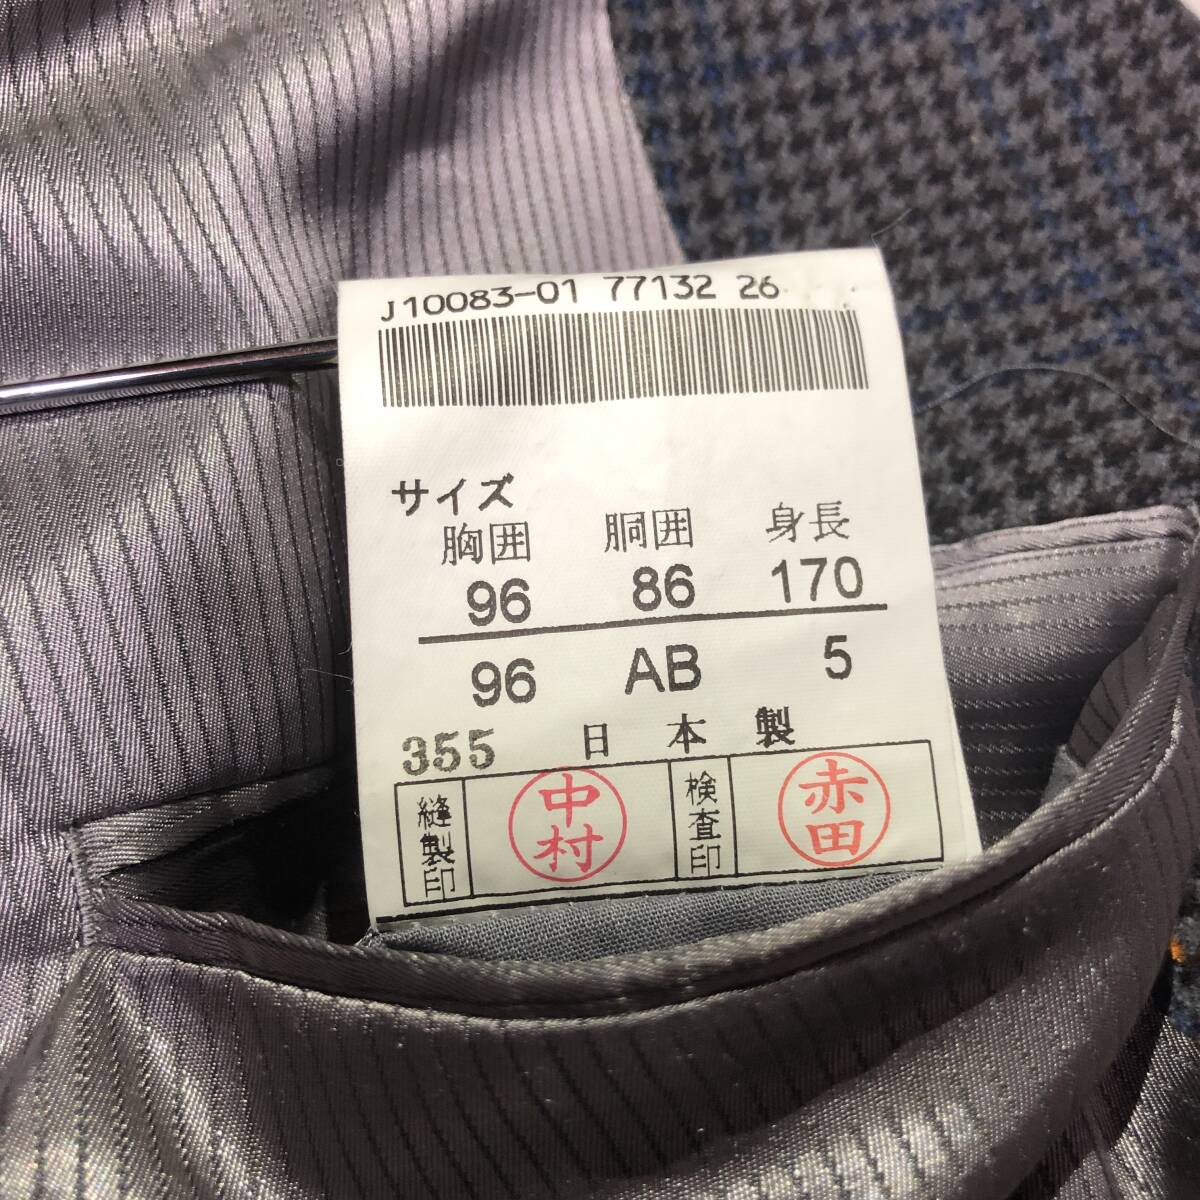 J10083-01 77132 26
サイズ
胸囲 胴囲 身長
96 86 170
96 AB 5
355 日本製
縫製印 中村 検査印 赤田